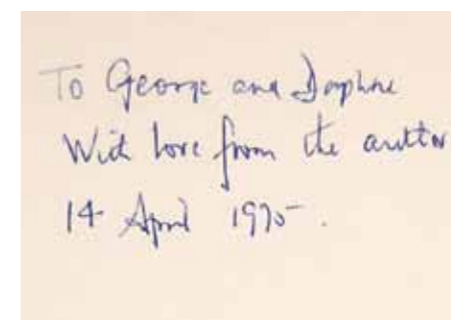 To George and Daphne
With love from the author
14 April 1975.